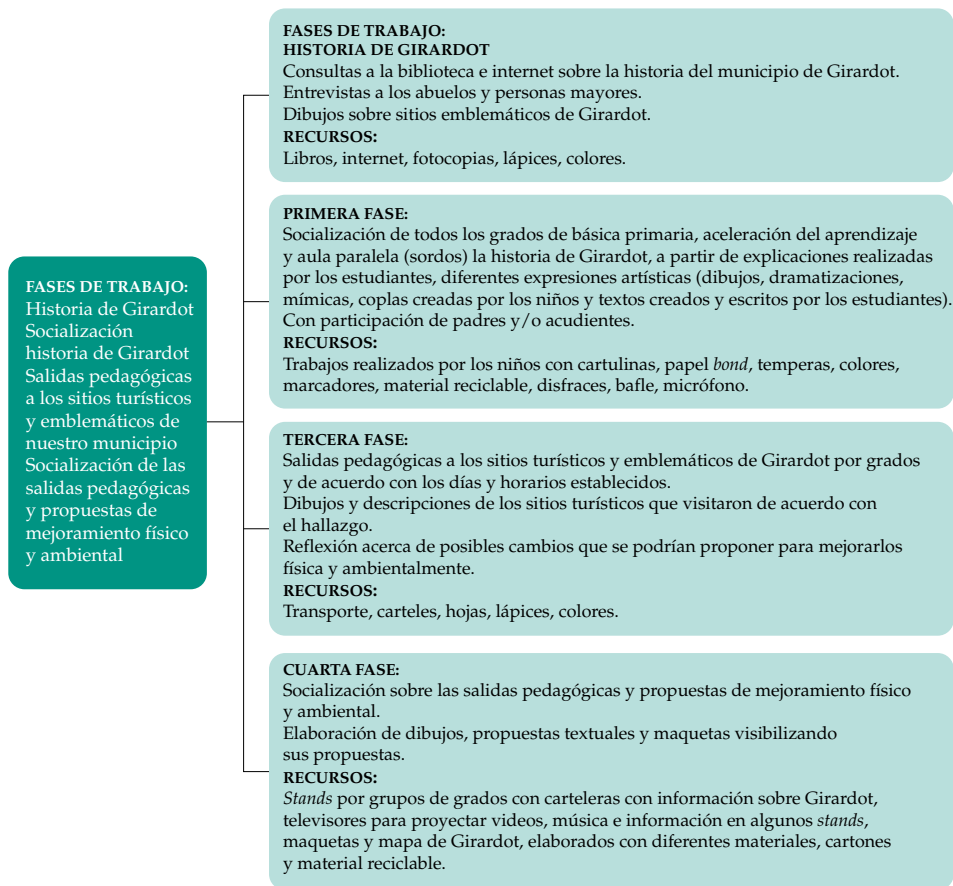 FASES DE TRABAJO:
Historia de Girardot
Socialización
historia de Girardot
Salidas pedagógicas
a los sitios turísticos
y emblemáticos de
nuestro municipio
Socialización de las
salidas pedagógicas
y propuestas de
mejoramiento físico
y ambiental
FASES DE TRABAJO:
HISTORIA DE GIRARDOT
Consultas a la biblioteca e internet sobre la historia del municipio de Girardot.
Entrevistas a los abuelos y personas mayores.
Dibujos sobre sitios emblemáticos de Girardot.
RECURSOS:
Libros, internet, fotocopias, lápices, colores.
PRIMERA FASE:
Socialización de todos los grados de básica primaria, aceleración del aprendizaje
y aula paralela (sordos) la historia de Girardot, a partir de explicaciones realizadas
por los estudiantes, diferentes expresiones artísticas (dibujos, dramatizaciones,
mímicas, coplas creadas por los niños y textos creados y escritos por los estudiantes).
Con participación de padres y/o acudientes.
RECURSOS:
Trabajos realizados por los niños con cartulinas, papel bond, temperas, colores,
marcadores, material reciclable, disfraces, bafle, micrófono.
TERCERA FASE:
Salidas pedagógicas a los sitios turísticos y emblemáticos de Girardot por grados
y de acuerdo con los días y horarios establecidos.
Dibujos y descripciones de los sitios turísticos que visitaron de acuerdo con
el hallazgo.
Reflexión acerca de posibles cambios que se podrían proponer para mejorarlos
física y ambientalmente.
RECURSOS:
Transporte, carteles, hojas, lápices, colores.
CUARTA FASE:
Socialización sobre las salidas pedagógicas y propuestas de mejoramiento físico
y ambiental.
Elaboración de dibujos, propuestas textuales y maquetas visibilizando
sus propuestas.
RECURSOS:
Stands por grupos de grados con carteleras con información sobre Girardot,
televisores para proyectar videos, música e información en algunos stands,
maquetas y mapa de Girardot, elaborados con diferentes materiales, cartones
y material reciclable.